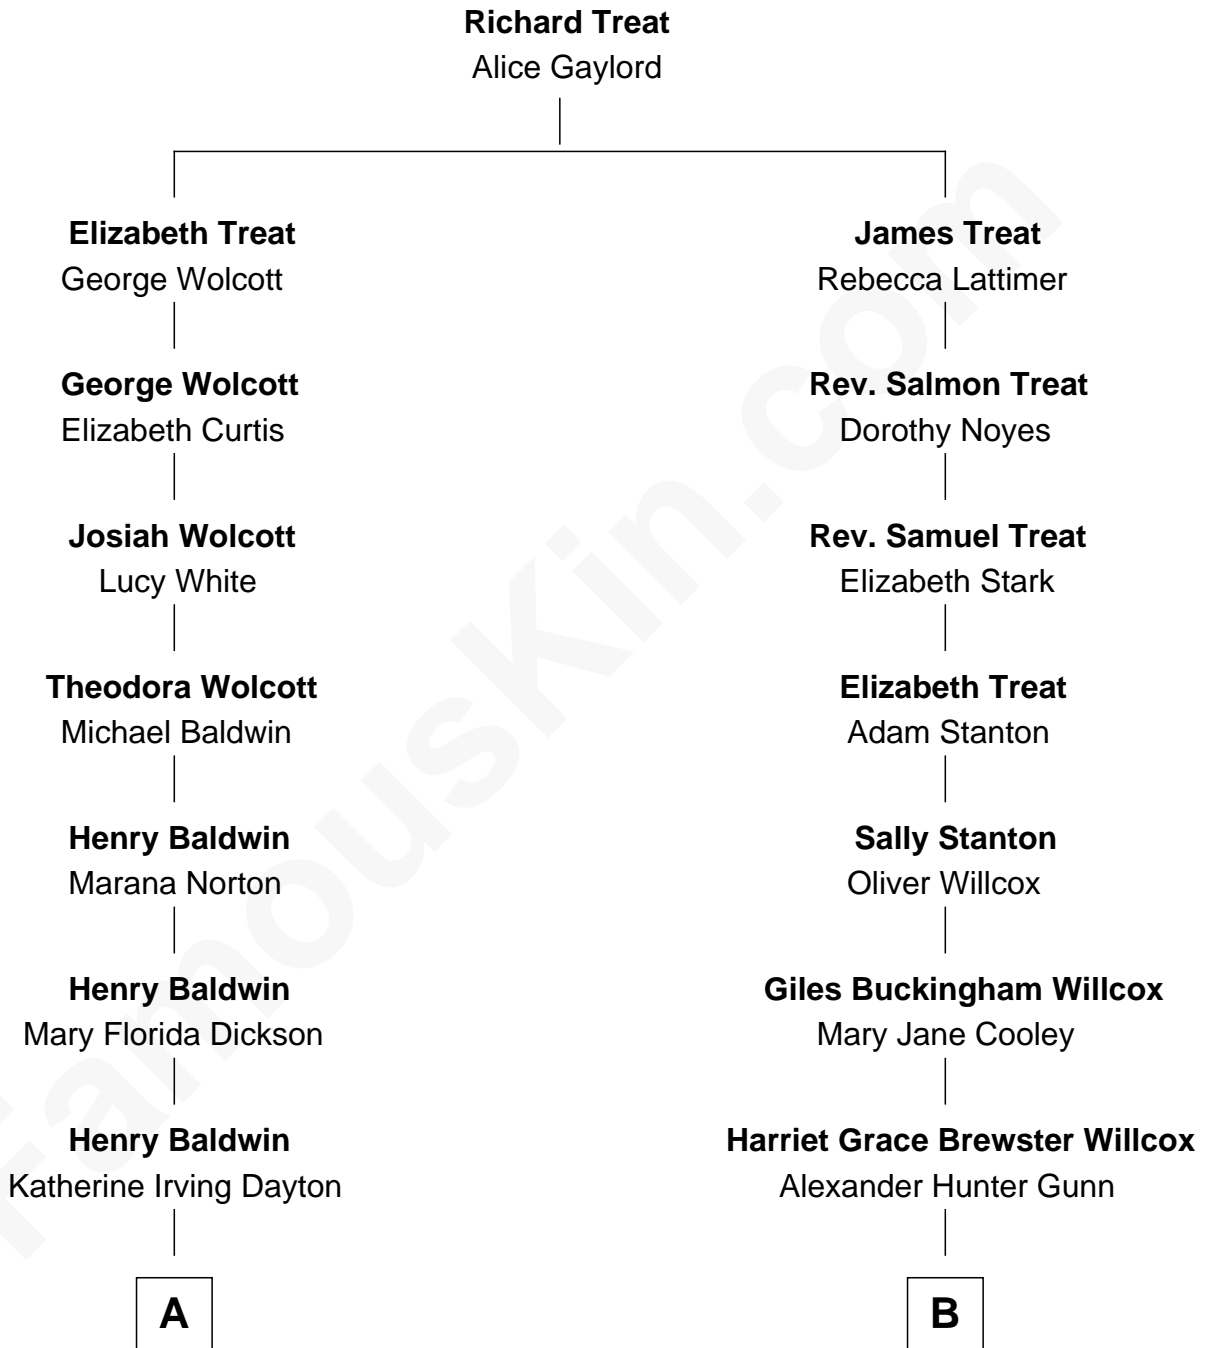 Richard Treat
Alice Gaylord
Elizabeth Treat
George Wolcott
James Treat
Rebecca Lattimer
George Wolcott
Elizabeth Curtis
Rev. Salmon Treat
Dorothy Noyes
Josiah Wolcott
Lucy White
Rev. Samuel Treat
Elizabeth Stark
Theodora Wolcott
Michael Baldwin
Elizabeth Treat
Adam Stanton
Henry Baldwin
Marana Norton
Sally Stanton
Oliver Willcox
Henry Baldwin
Mary Florida Dickson
Giles Buckingham Willcox
Mary Jane Cooley
Henry Baldwin
Katherine Irving Dayton
Harriet Grace Brewster Willcox
Alexander Hunter Gunn
A
B
FamousKin.com